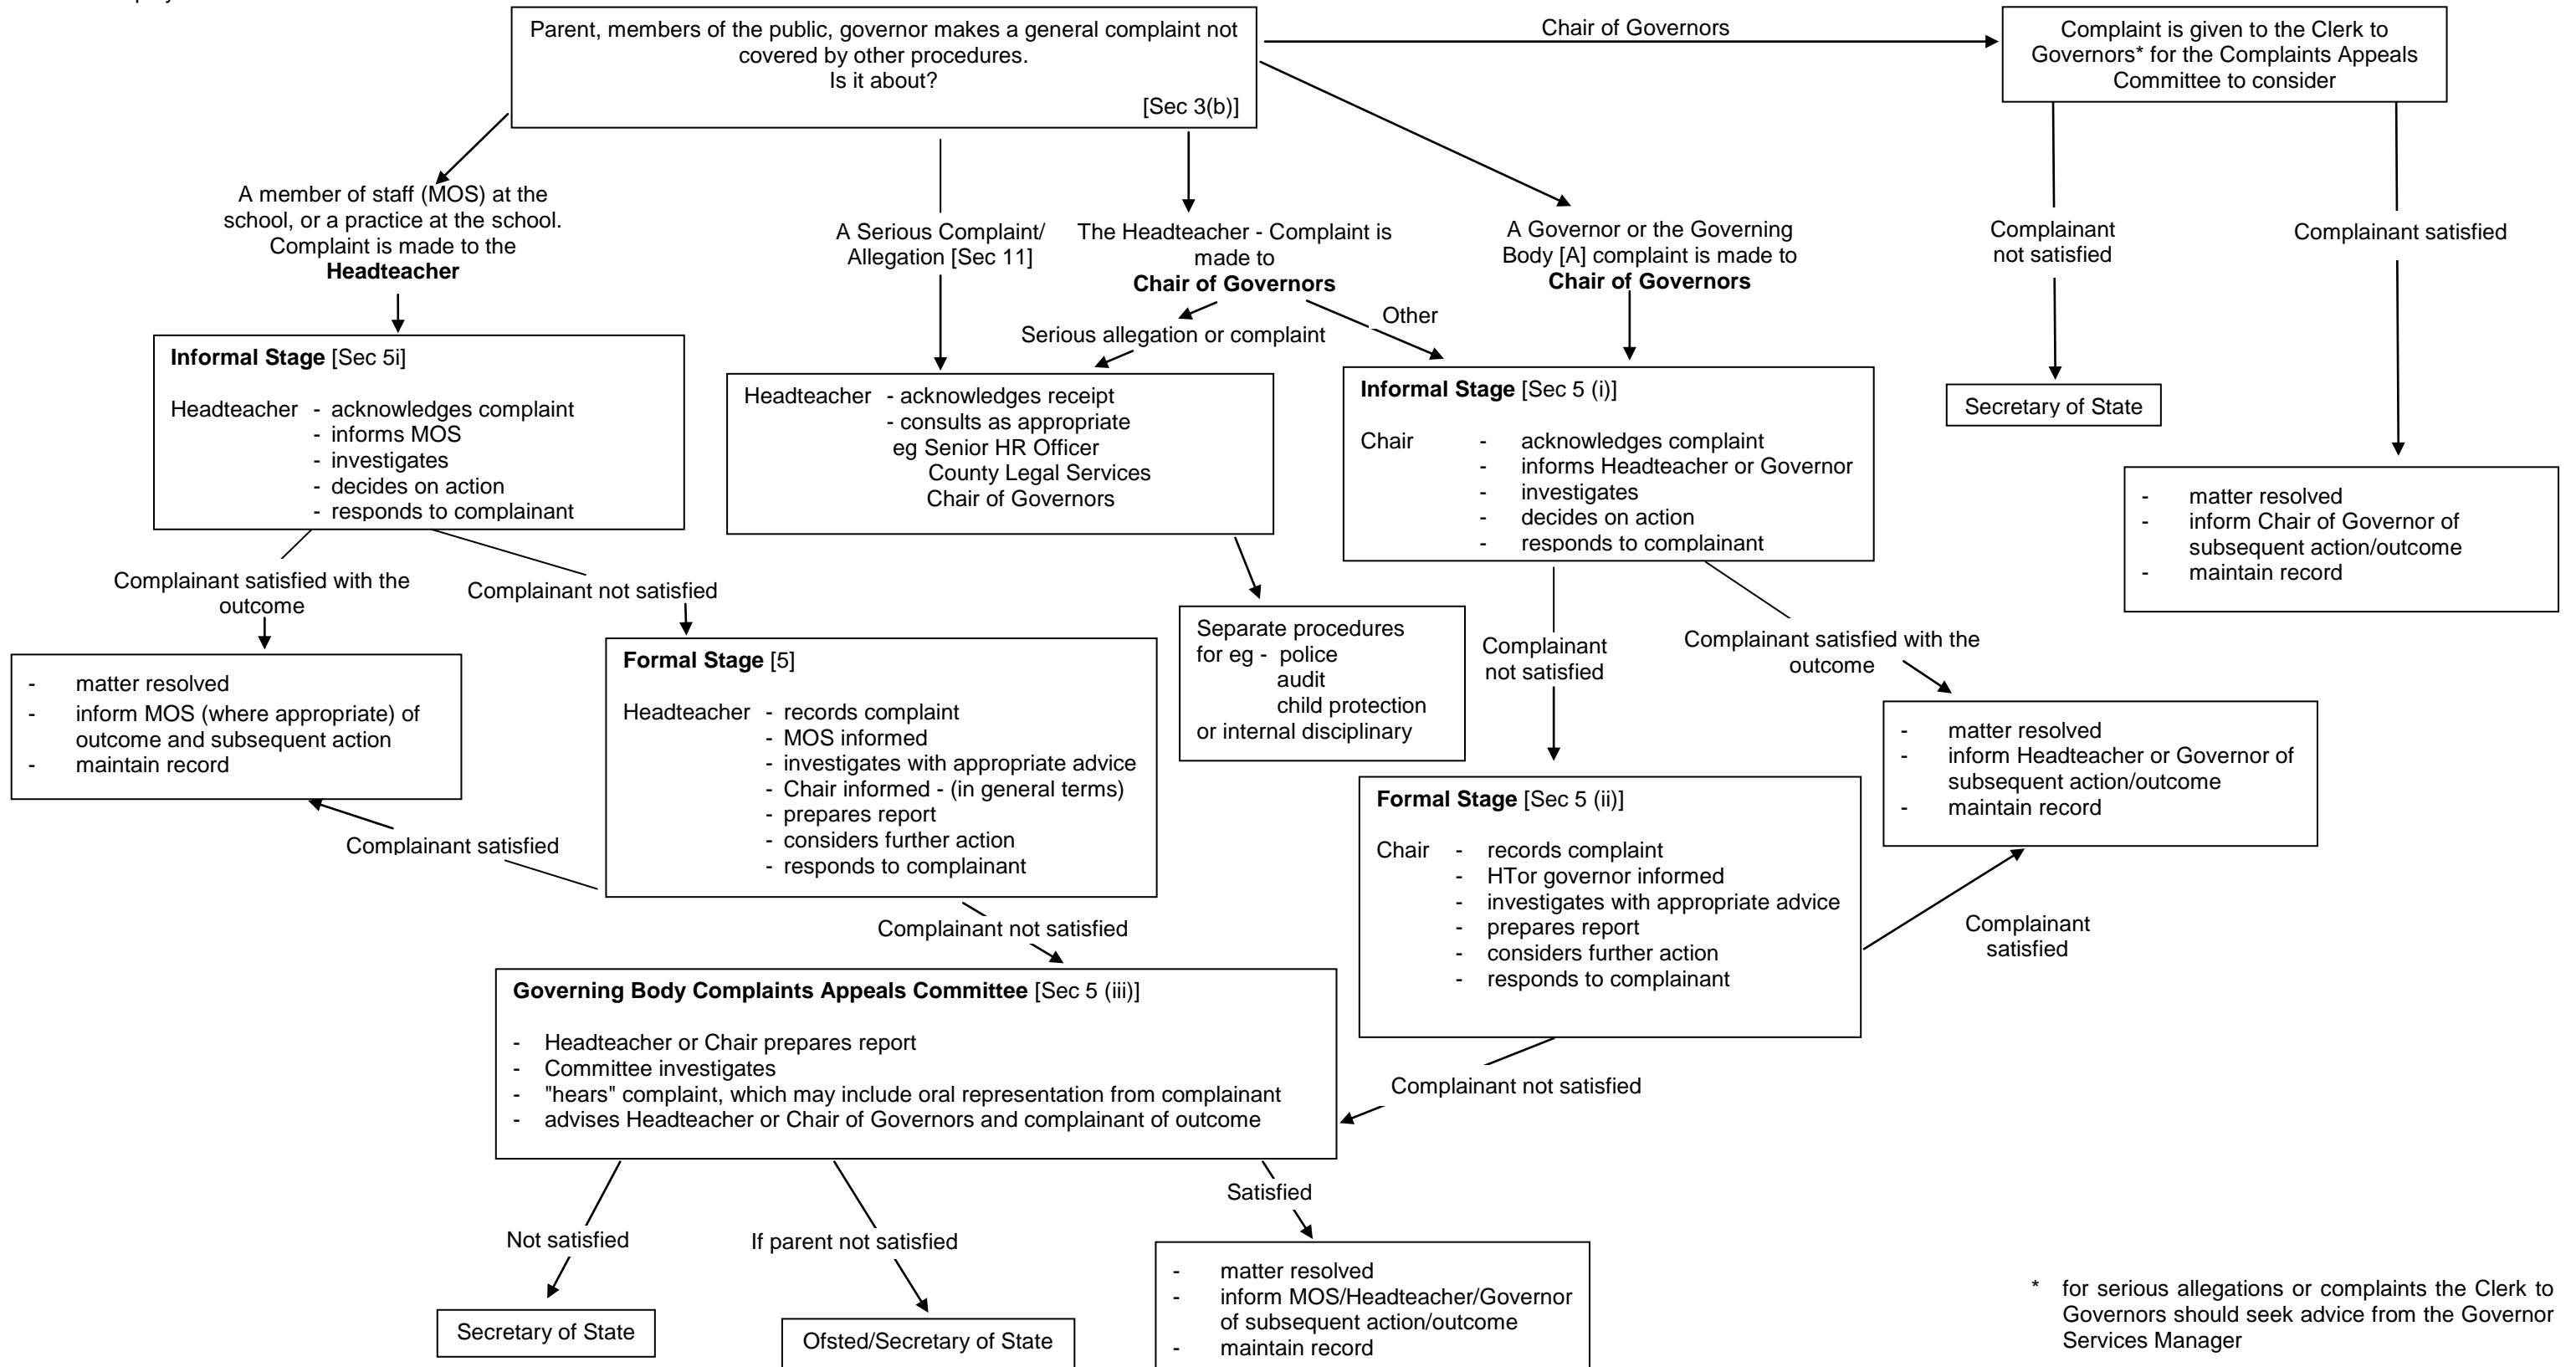 Parent, members of the public, governor makes a general complaint not
covered by other procedures.
Is it about?
[Sec 3(b)]
Chair of Governors
Complaint is given to the Clerk to
Governors* for the Complaints Appeals
Committee to consider
A member of staff (MOS) at the
school, or a practice at the school.
Complaint is made to the
Headteacher
A Serious Complaint/
Allegation [Sec 11]
The Headteacher - Complaint is
made to
Chair of Governors
A Governor or the Governing
Body [A] complaint is made to
Chair of Governors
Complainant
not satisfied
Complainant satisfied
Serious allegation or complaint
Other
Informal Stage [Sec 5i]
Headteacher - acknowledges complaint
- informs MOS
- investigates
- decides on action
- responds to complainant
Headteacher - acknowledges receipt
- consults as appropriate
eg Senior HR Officer
County Legal Services
Chair of Governors
Informal Stage [Sec 5 (i)]
Chair - acknowledges complaint
- informs Headteacher or Governor
- investigates
- decides on action
- responds to complainant
Secretary of State
- matter resolved
- inform Chair of Governor of
subsequent action/outcome
- maintain record
Complainant satisfied with the
outcome
Complainant not satisfied
Separate procedures
for eg - police
audit
child protection
or internal disciplinary
Complainant
not satisfied
Complainant satisfied with the
outcome
- matter resolved
- inform MOS (where appropriate) of
outcome and subsequent action
- maintain record
Formal Stage [5]
Headteacher - records complaint
- MOS informed
- investigates with appropriate advice
- Chair informed - (in general terms)
- prepares report
- considers further action
- responds to complainant
- matter resolved
- inform Headteacher or Governor of
subsequent action/outcome
- maintain record
Complainant satisfied
Formal Stage [Sec 5 (ii)]
Chair - records complaint
- HTor governor informed
- investigates with appropriate advice
- prepares report
- considers further action
- responds to complainant
Complainant
satisfied
Complainant not satisfied
Governing Body Complaints Appeals Committee [Sec 5 (iii)]
- Headteacher or Chair prepares report
- Committee investigates
- "hears" complaint, which may include oral representation from complainant
- advises Headteacher or Chair of Governors and complainant of outcome
Complainant not satisfied
Not satisfied
If parent not satisfied
Satisfied
Secretary of State
Ofsted/Secretary of State
- matter resolved
- inform MOS/Headteacher/Governor
of subsequent action/outcome
- maintain record
* for serious allegations or complaints the Clerk to
Governors should seek advice from the Governor
Services Manager